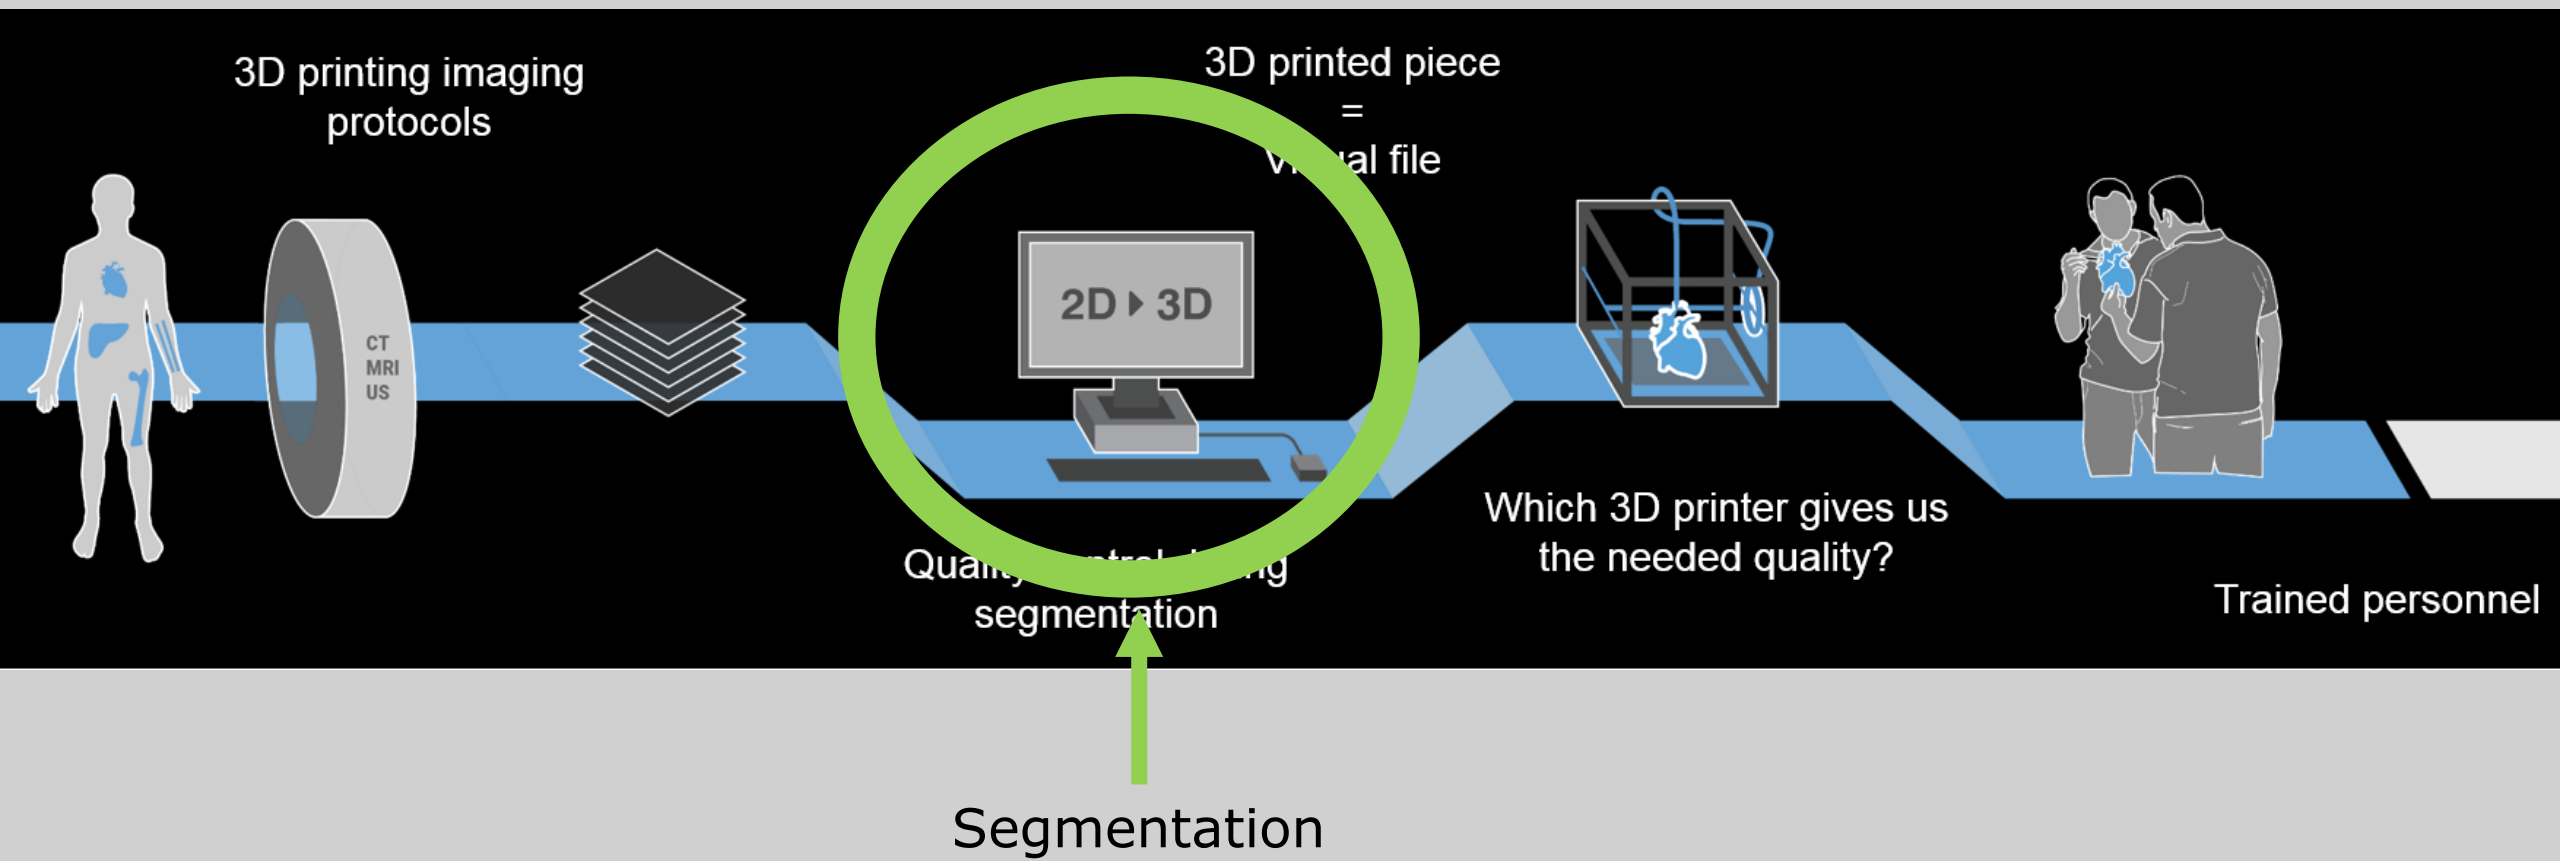 3D printing imaging
protocols
CT
MRI
US
2D 3D
3D printed piece
=
file
segmentation
Which 3D printer gives us
the needed quality?
Trained personnel
Segmentation